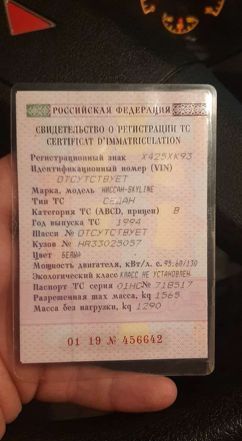 РОССИЙСКАЯ ФЕДЕРАЦИЯ
СВИДЕТЕЛЬСТВО О РЕГИСТРАЦИИ ТС
CERTIFICAT D'IMMATRICULATION
Регистрационный знак Х425ХК93
Идентификационный номер (VIN)
ОТСУТСТВУЕТ
Марка, модель НИССАН-SKYLINE
Тип ТС СЕДАН
Категория ТС (ABCD, прицеп) В
Год выпуска ТС 1994
Шасси № ОТСУТСТВУЕТ
Кузов № HR33025057
Цвет БЕЛЫЙ
Мощность двигателя, кВт/л. с. 95.60/130
Экологический класс КЛАСС НЕ УСТАНОВЛЕН
Паспорт ТС серия 01НС № 718517
Разрешенная max масса, kg 1565
Масса без нагрузки, kg 1290
01 19 № 456642